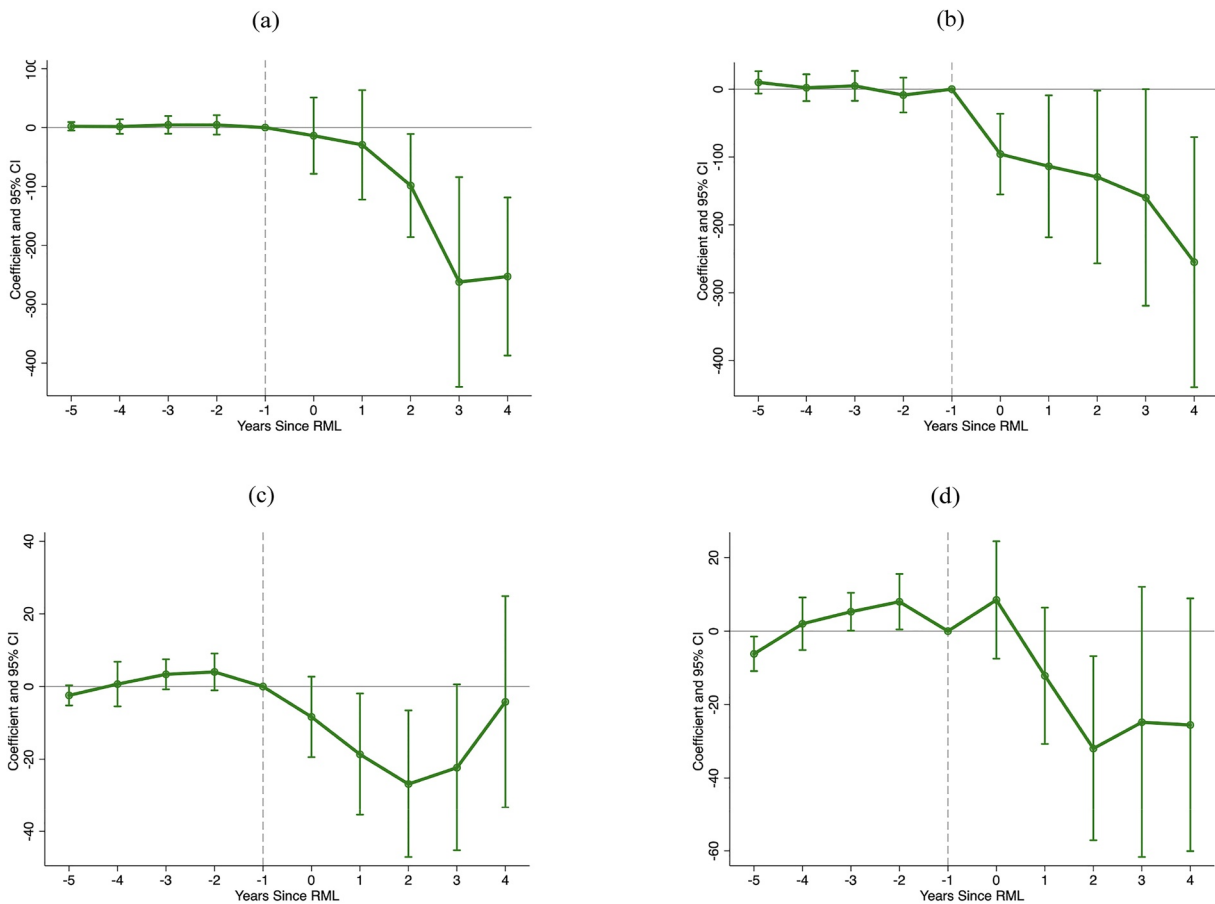 (a)
Coefficient and 95% CI
0
-100
-200
-300
-400
-5 -4 -3 -2 -1 0 1 2 3 4
Years Since RML
(b)
Coefficient and 95% CI
0
-100
-200
-300
-400
-5 -4 -3 -2 -1 0 1 2 3 4
Years Since RML
(c)
Coefficient and 95% CI
40
20
0
-20
-40
-5 -4 -3 -2 -1 0 1 2 3 4
Years Since RML
(d)
Coefficient and 95% CI
20
0
-20
-40
-60
-5 -4 -3 -2 -1 0 1 2 3 4
Years Since RML